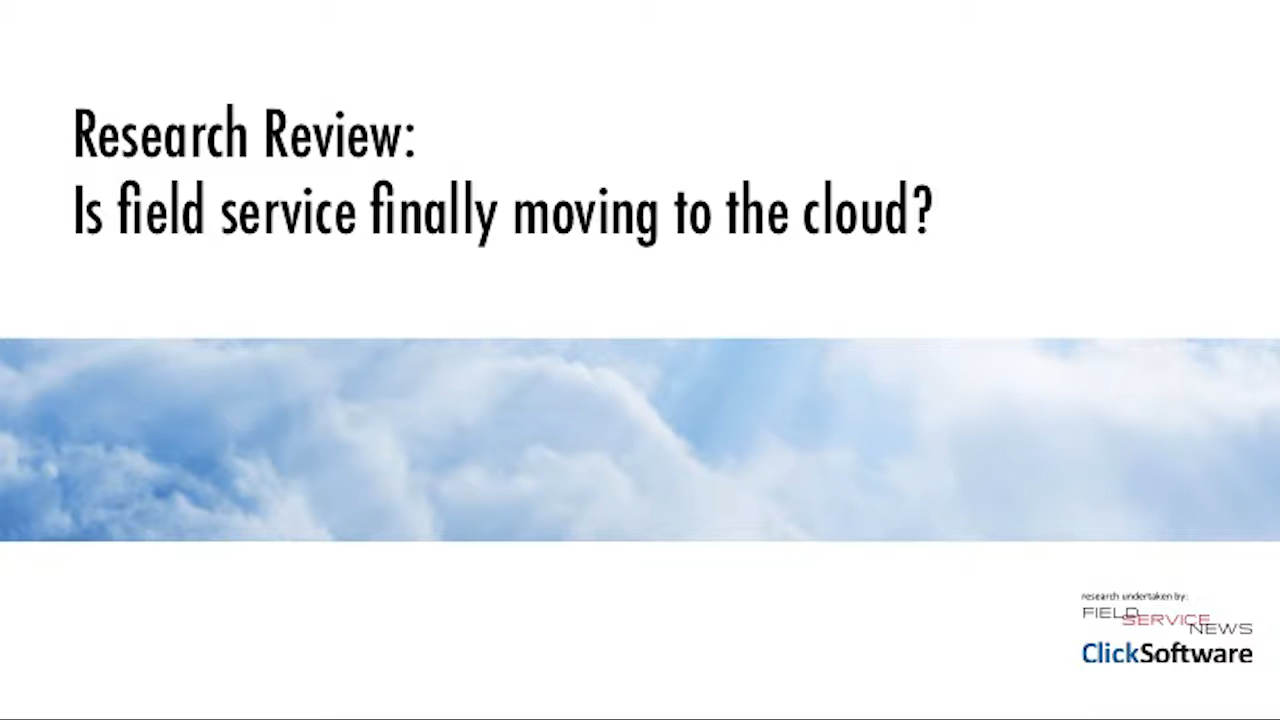 Research Review:
Is field service finally moving to the cloud?
research undertaken by:
FIELD
SERVICE
NEWS
ClickSoftware